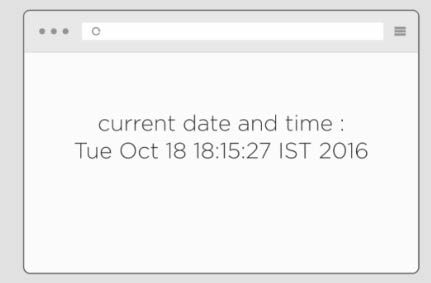 current date and time :
Tue Oct 18 18:15:27 IST 2016